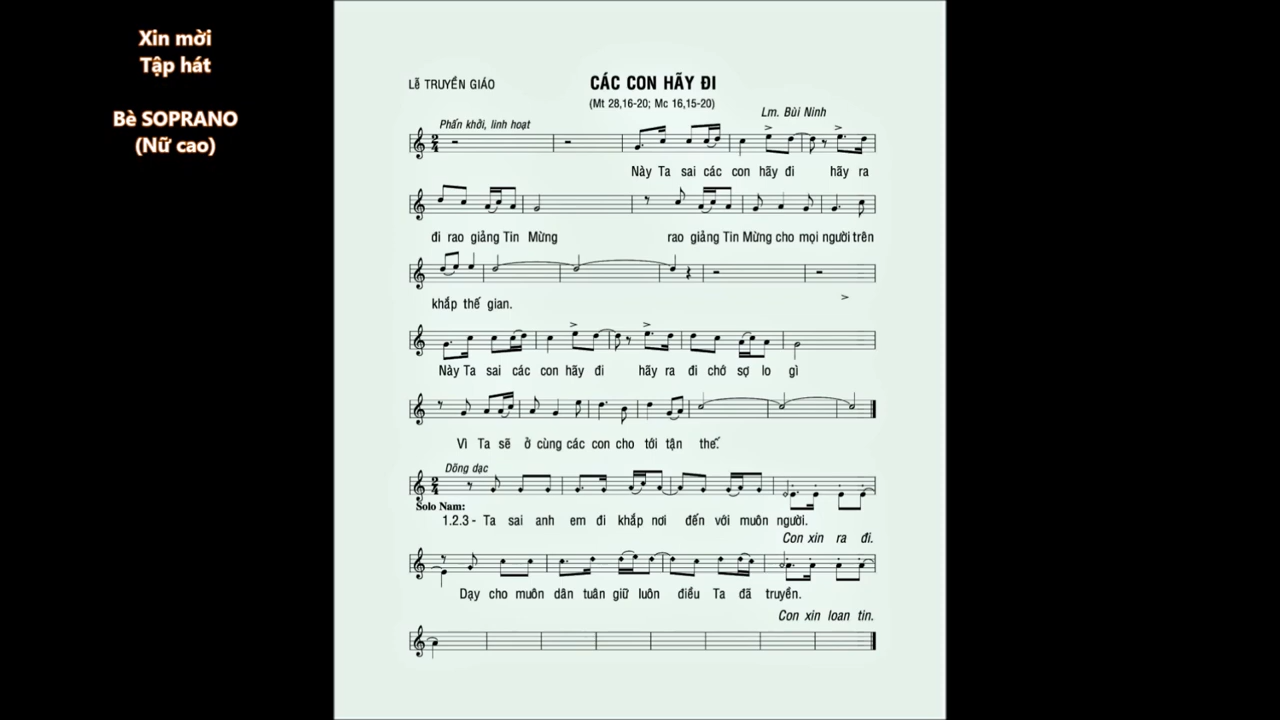 Xin mời
Tập hát
Bè SOPRANO
(Nữ cao)
LỄ TRUYỀN GIÁO
CÁC CON HÃY ĐI
(Mt 28,16-20; Mc 16,15-20)
Lm. Bùi Ninh
Phấn khởi, linh hoạt
Này Ta sai các con hãy đi hãy ra
đi rao giảng Tin Mừng rao giảng Tin Mừng cho mọi người trên
khắp thế gian.
Này Ta sai các con hãy đi hãy ra đi chớ sợ lo gì
Vì Ta sẽ ở cùng các con cho tới tận thế.
Dõng dạc
Solo Nam:
1.2.3 - Ta sai anh em đi khắp nơi đến với muôn người.
Con xin ra đi.
Dạy cho muôn dân tuân giữ luôn điều Ta đã truyền.
Con xin loan tin.